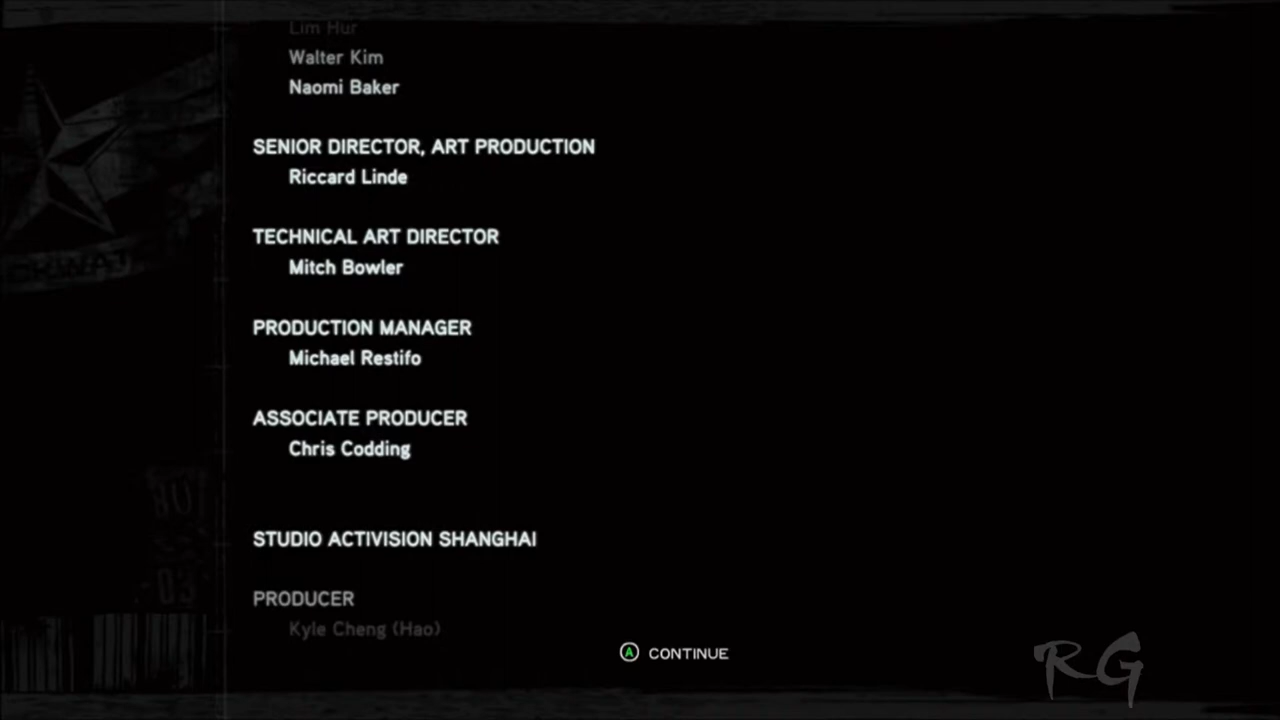 Lim Hur
Walter Kim
Naomi Baker
SENIOR DIRECTOR, ART PRODUCTION
Riccard Linde
TECHNICAL ART DIRECTOR
Mitch Bowler
PRODUCTION MANAGER
Michael Restifo
ASSOCIATE PRODUCER
Chris Codding
STUDIO ACTIVISION SHANGHAI
PRODUCER
Kyle Cheng (Hao)
A CONTINUE
RG